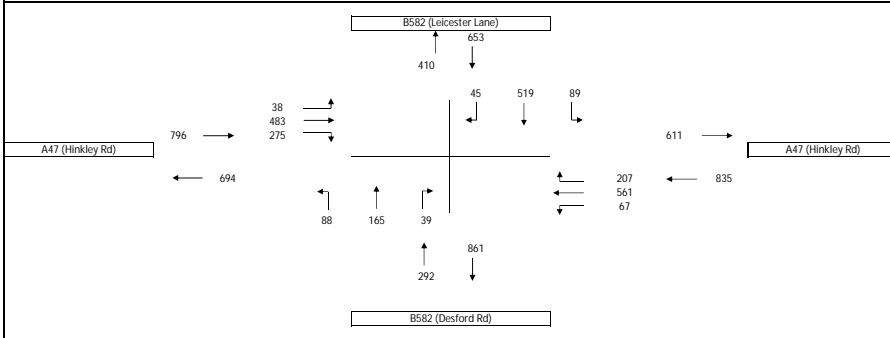 B582 (Leicester Lane)
653
410
45 519 89
38
483
275
796
611
A47 (Hinkley Rd)
A47 (Hinkley Rd)
694
207
561
67
835
88 165 39
861
292
B582 (Desford Rd)